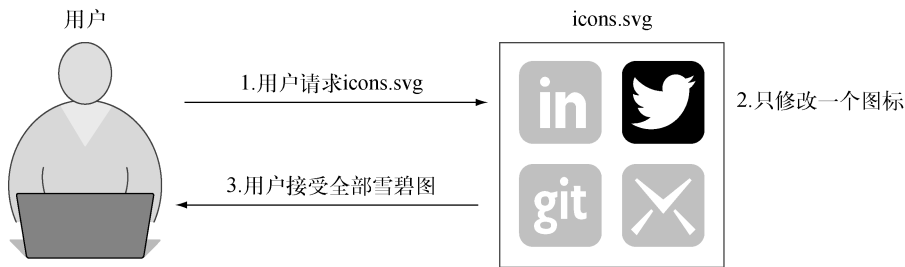 用户
icons.svg
1.用户请求icons.svg
in
2.只修改一个图标
3.用户接受全部雪碧图
git